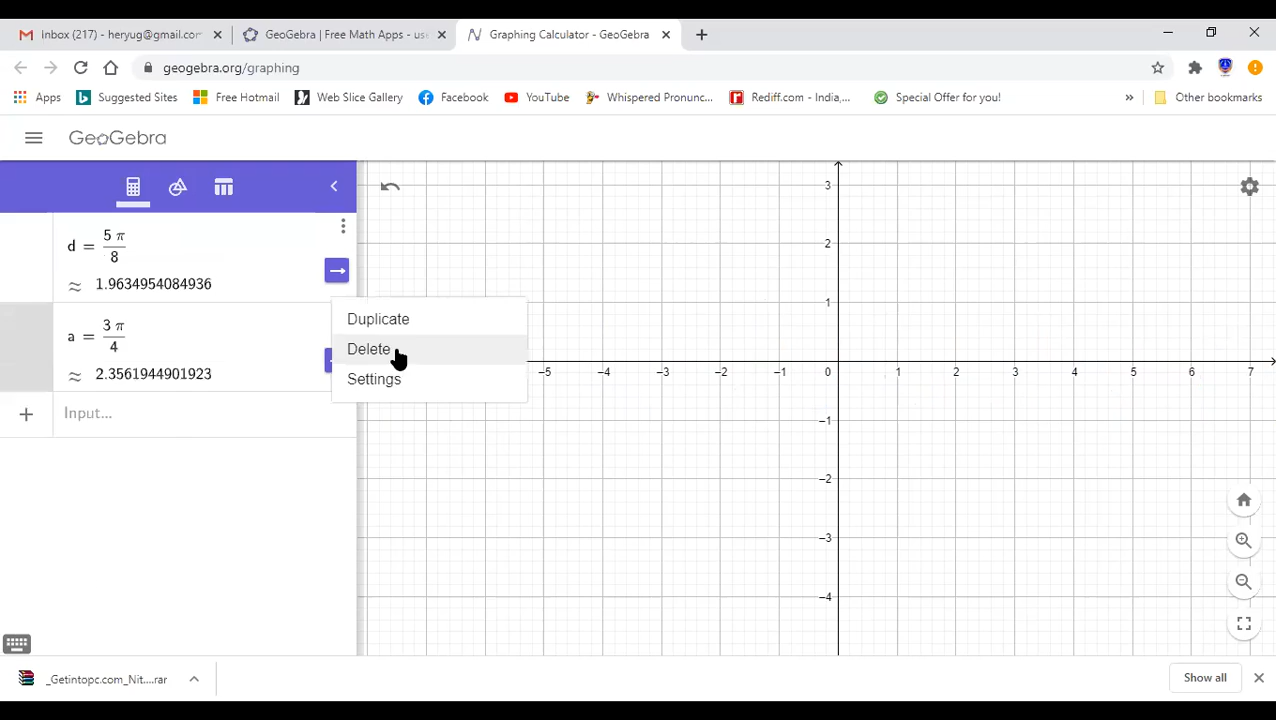 Inbox (217) - heryug@gmail.com
GeoGebra | Free Math Apps - use
Graphing Calculator - GeoGebra
geogebra.org/graphing
Apps
Suggested Sites
Free Hotmail
Web Slice Gallery
Facebook
YouTube
Whispered Pronunc...
Rediff.com - India,...
Special Offer for you!
»
Other bookmarks
GeoGebra
d = 5 π / 8
≈ 1.9634954084936
a = 3 π / 4
≈ 2.3561944901923
+ Input...
Duplicate
Delete
Settings
3
2
1
−5 −4 −3 −2 −1 0 1 2 3 4 5 6 7
−1
−2
−3
−4
_Getintopc.com_Nit....rar
Show all